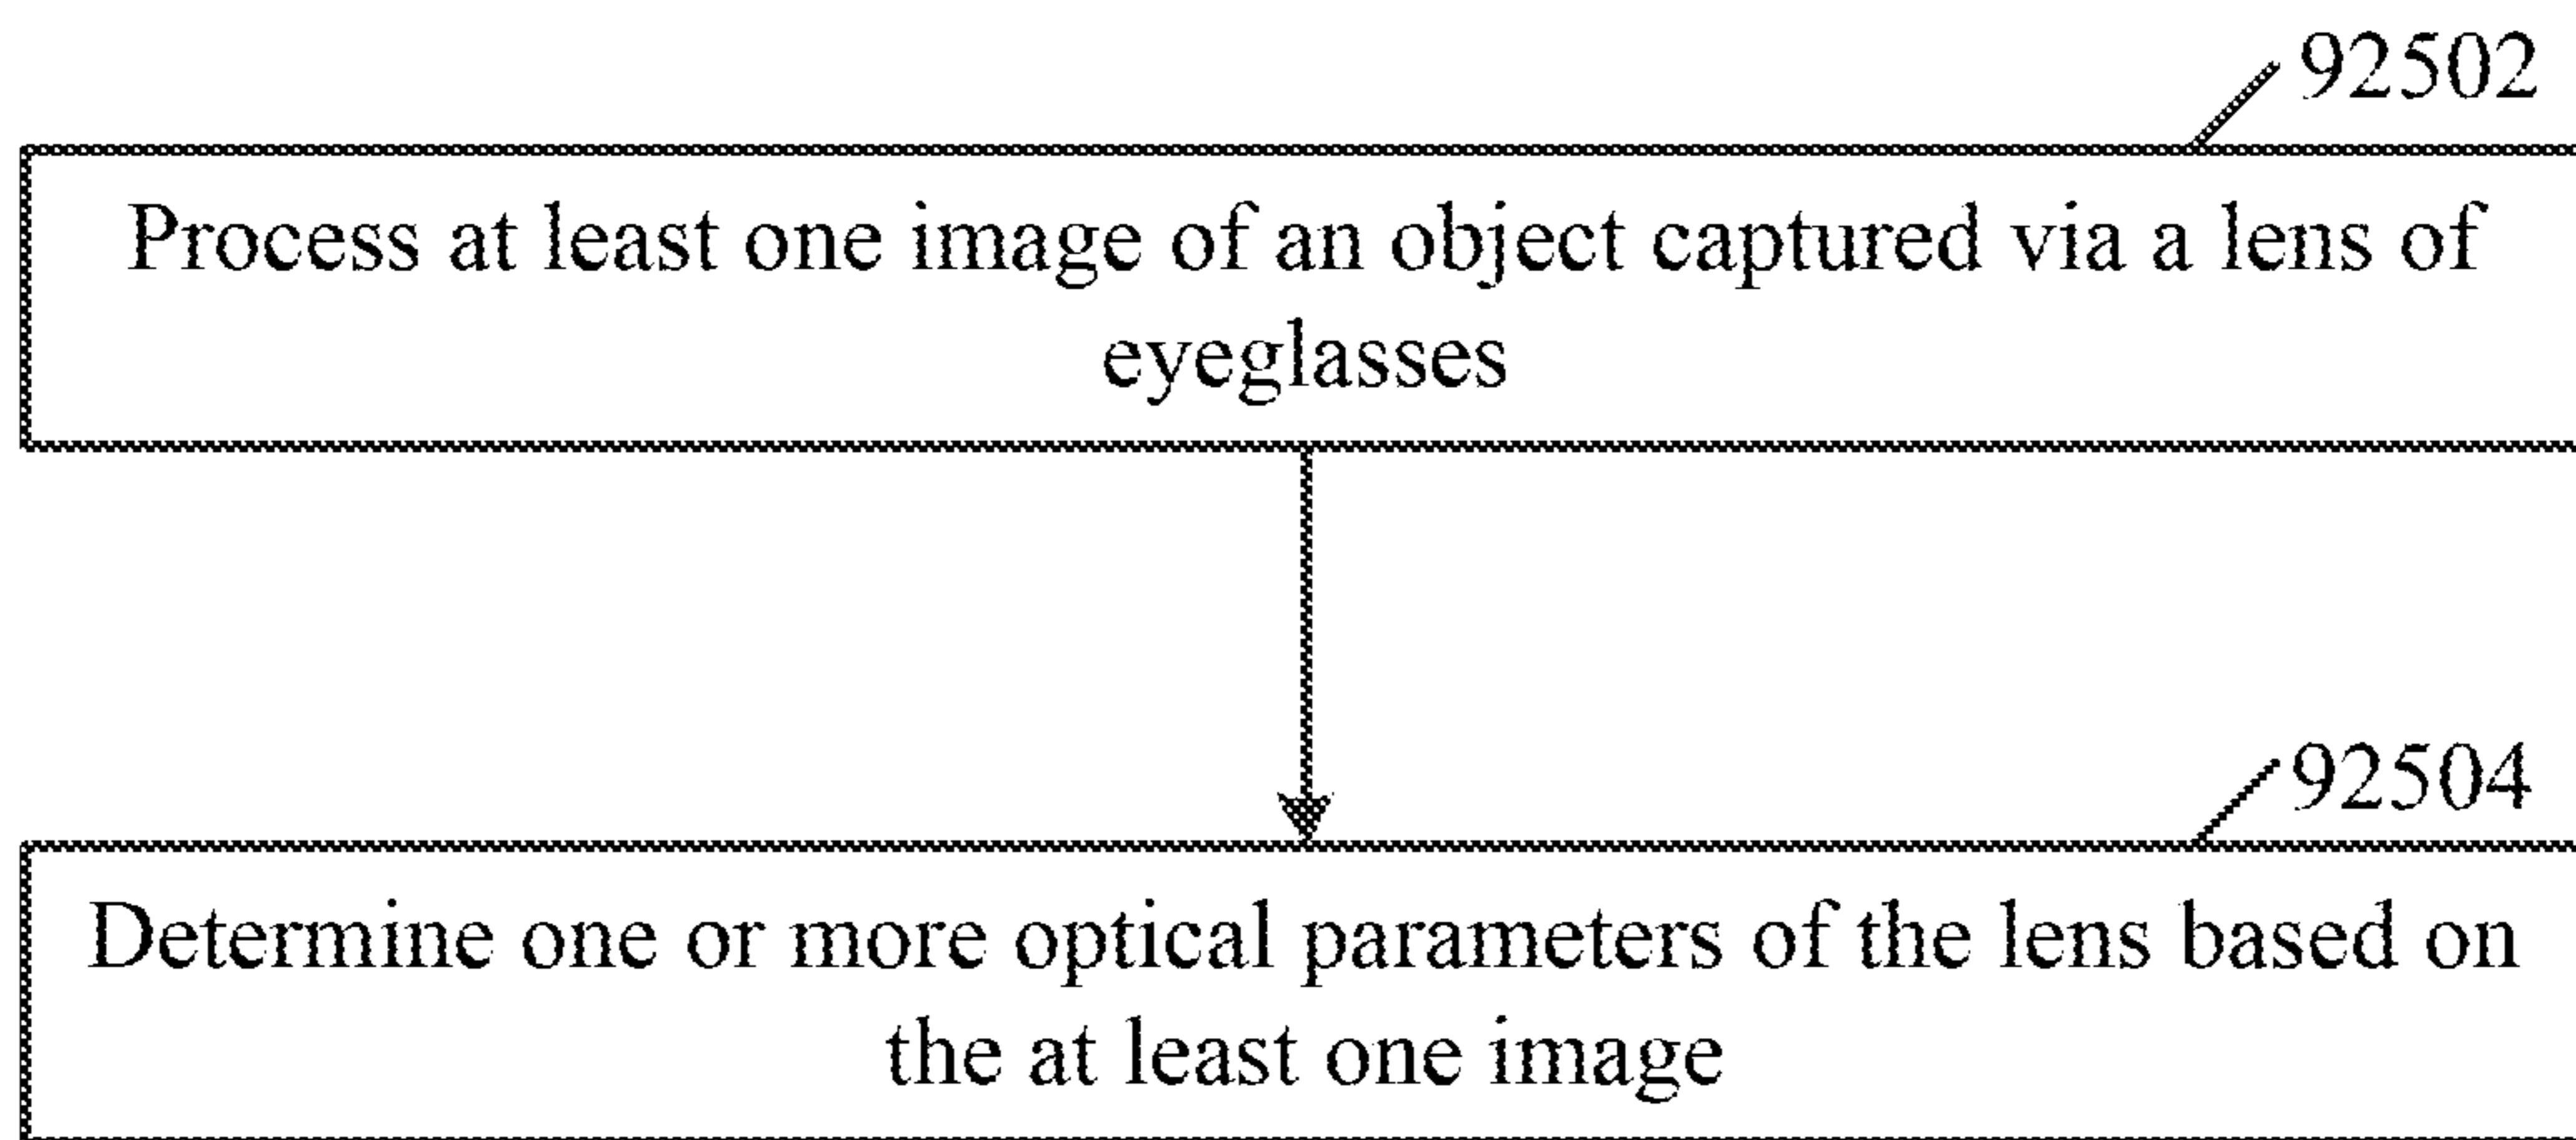 92502
Process at least one image of an object captured via a lens of
eyeglasses
92504
Determine one or more optical parameters of the lens based on
the at least one image